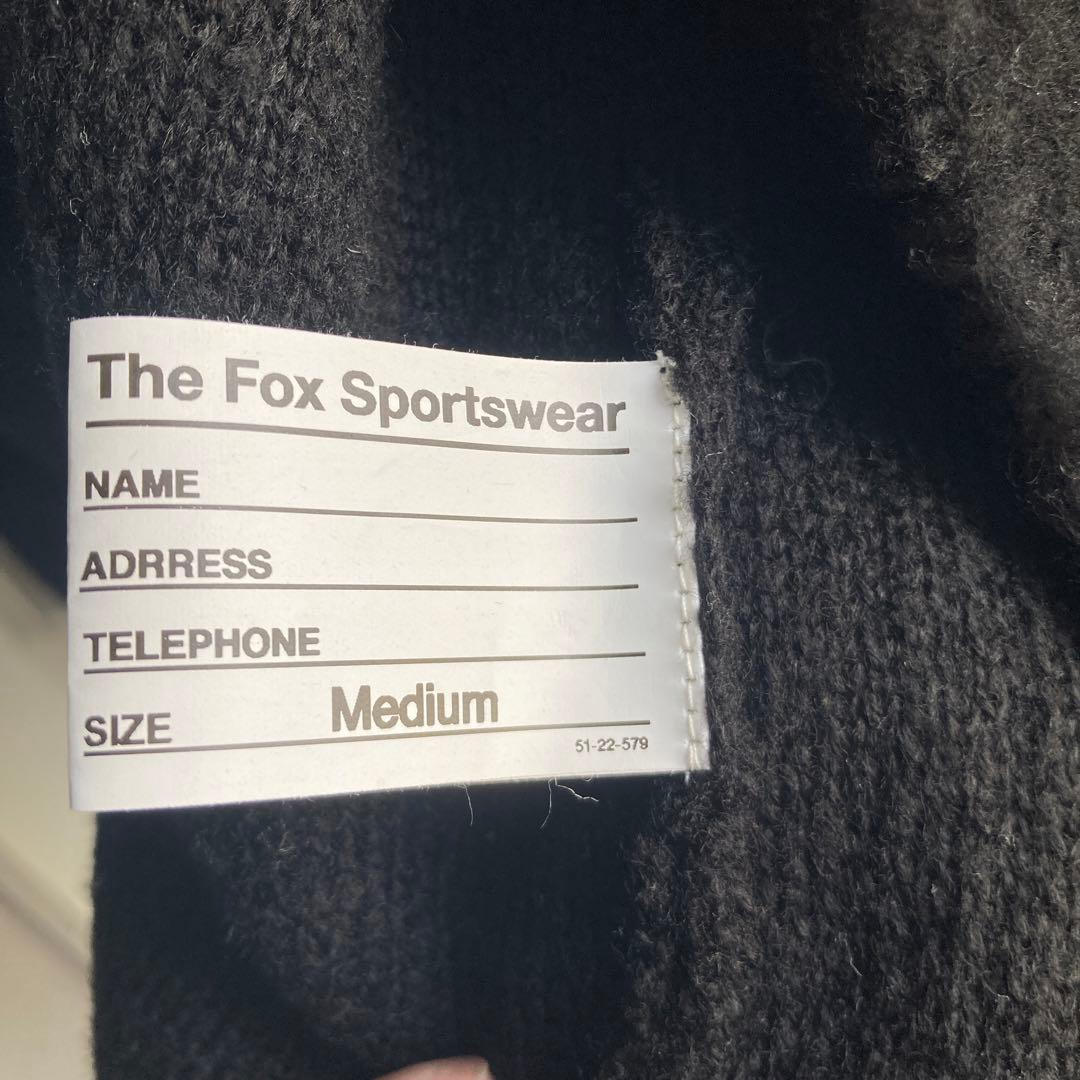 The Fox Sportswear
NAME
ADRRESS
TELEPHONE
SIZE Medium
51-22-579